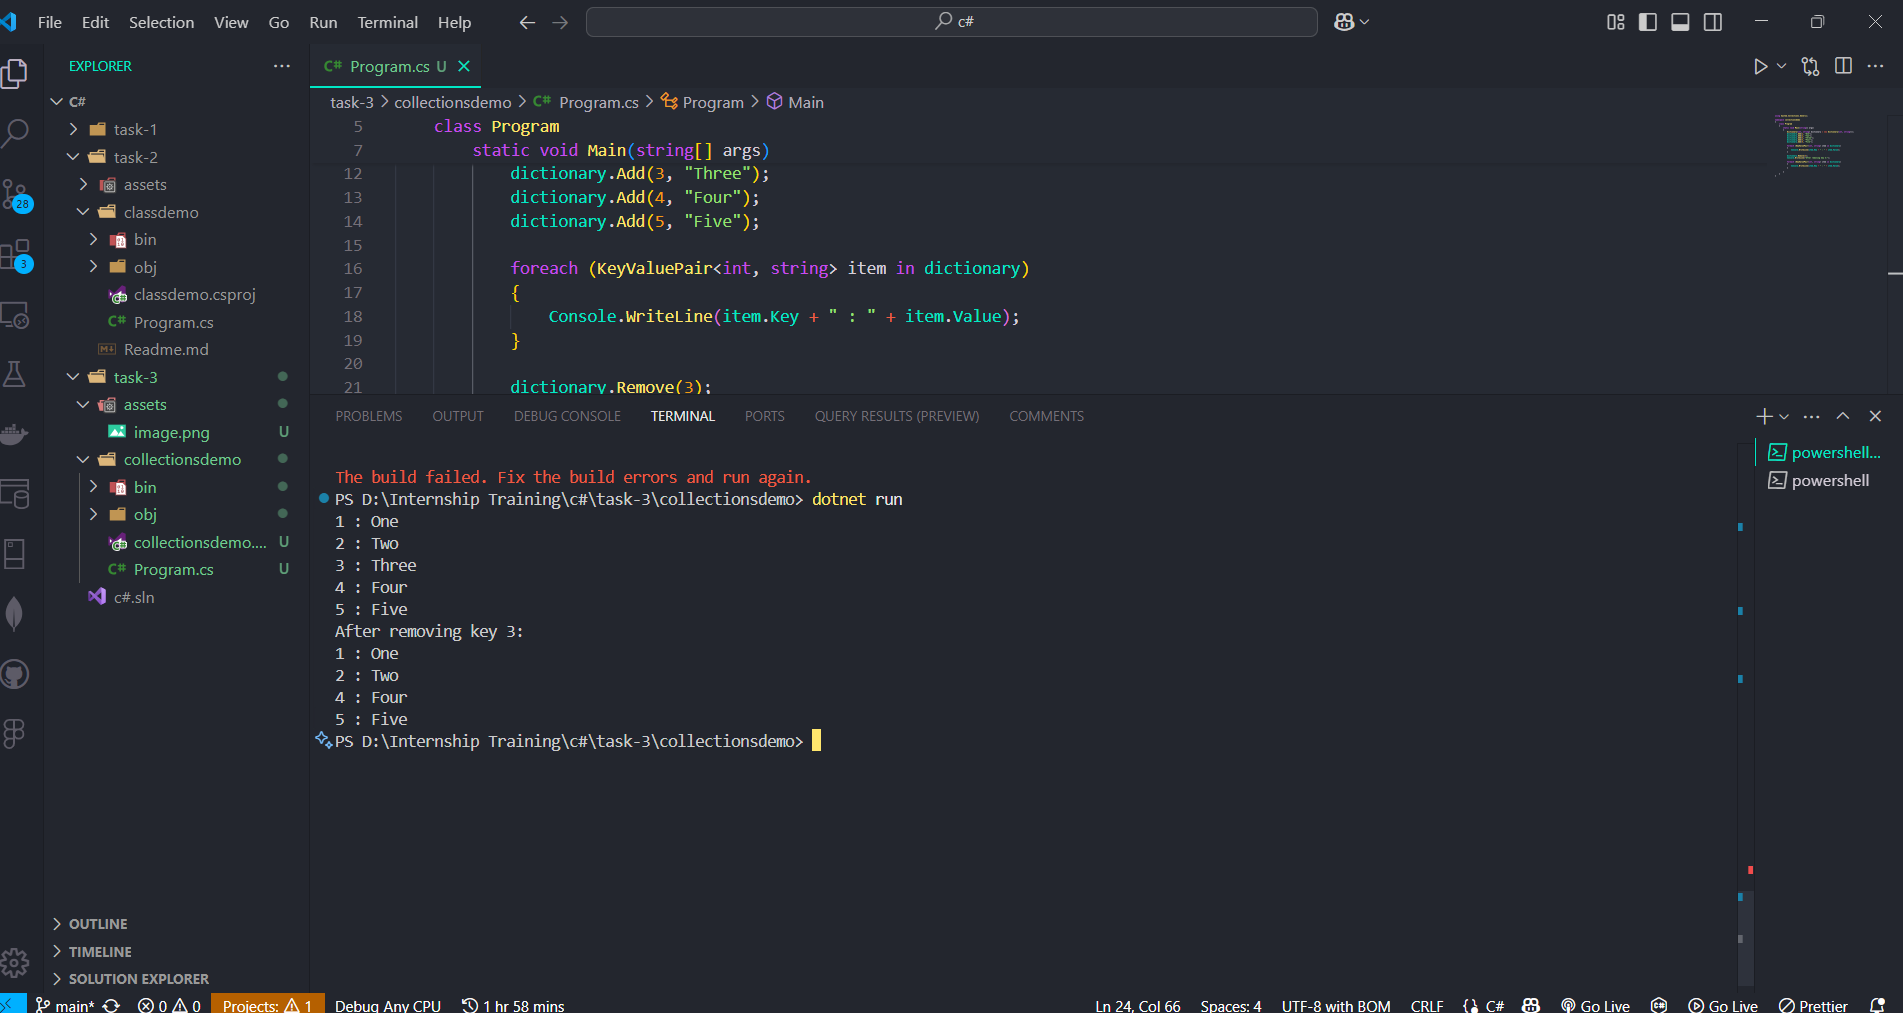 File Edit Selection View Go Run Terminal Help
c#
EXPLORER
C#
task-1
task-2
assets
classdemo
bin
obj
classdemo.csproj
C# Program.cs
Readme.md
task-3
assets
image.png U
collectionsdemo
bin
obj
collectionsdemo.... U
C# Program.cs U
c#.sln
OUTLINE
TIMELINE
SOLUTION EXPLORER
28
3
C# Program.cs U
task-3 > collectionsdemo > C# Program.cs > Program > Main
5 class Program
7 static void Main(string[] args)
12 dictionary.Add(3, "Three");
13 dictionary.Add(4, "Four");
14 dictionary.Add(5, "Five");
15
16 foreach (KeyValuePair<int, string> item in dictionary)
17 {
18 Console.WriteLine(item.Key + " : " + item.Value);
19 }
20
21 dictionary.Remove(3);
PROBLEMS OUTPUT DEBUG CONSOLE TERMINAL PORTS QUERY RESULTS (PREVIEW) COMMENTS
The build failed. Fix the build errors and run again.
PS D:\Internship Training\c#\task-3\collectionsdemo> dotnet run
1 : One
2 : Two
3 : Three
4 : Four
5 : Five
After removing key 3:
1 : One
2 : Two
4 : Four
5 : Five
PS D:\Internship Training\c#\task-3\collectionsdemo>
powershell...
powershell
main* 0 0 Projects: 1 Debug Any CPU 1 hr 58 mins Ln 24, Col 66 Spaces: 4 UTF-8 with BOM CRLF {} C# Go Live Go Live Prettier